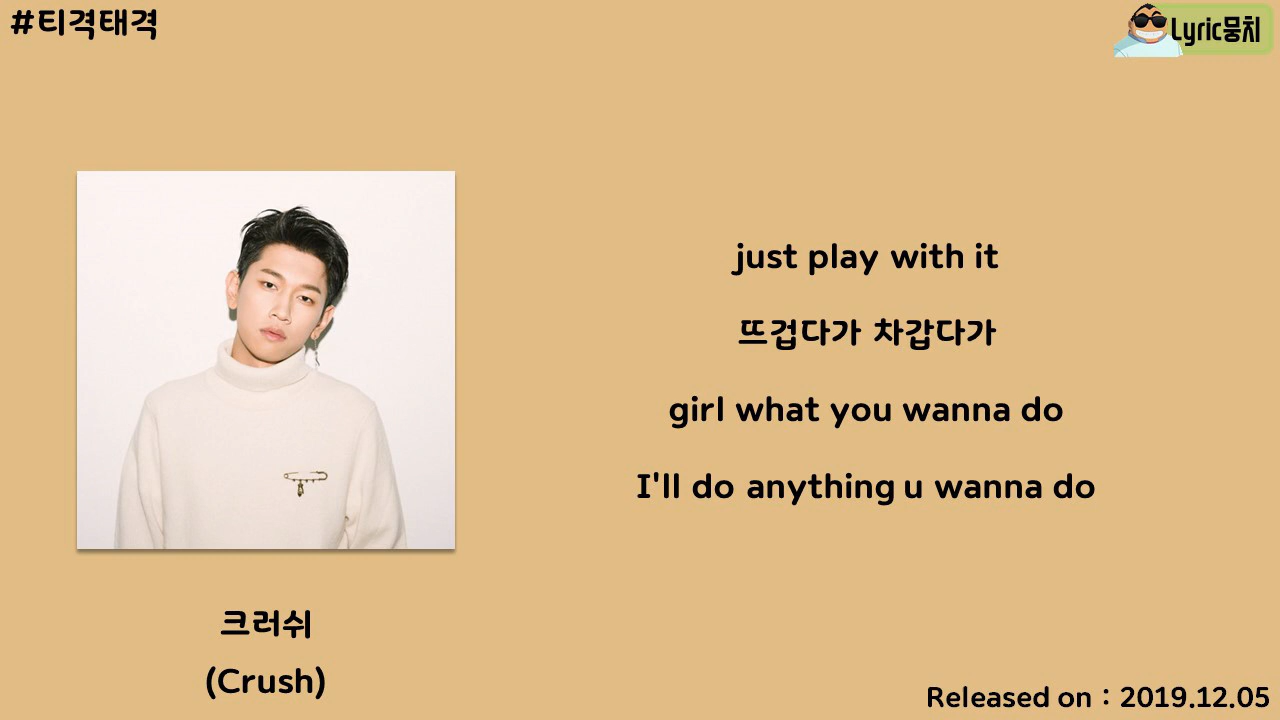 #티격태격
Lyric뭉치
just play with it
뜨겁다가 차갑다가
girl what you wanna do
I'll do anything u wanna do
크러쉬
(Crush)
Released on : 2019.12.05